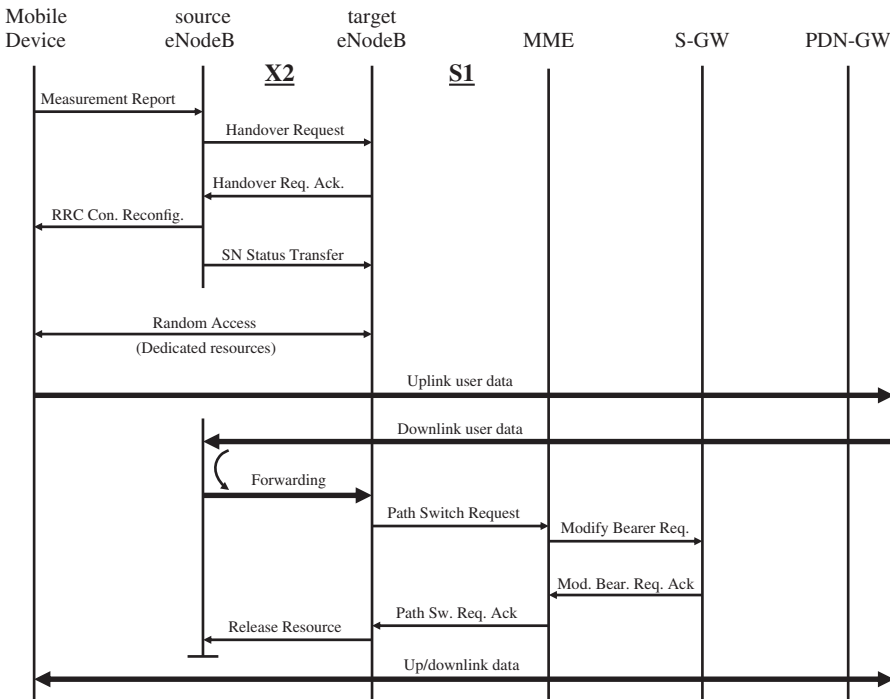 Mobile Device
source eNodeB
target eNodeB
MME
S-GW
PDN-GW
X2
S1
Measurement Report
Handover Request
Handover Req. Ack.
RRC Con. Reconfig.
SN Status Transfer
Random Access
(Dedicated resources)
Uplink user data
Downlink user data
Forwarding
Path Switch Request
Modify Bearer Req.
Mod. Bear. Req. Ack
Path Sw. Req. Ack
Release Resource
Up/downlink data